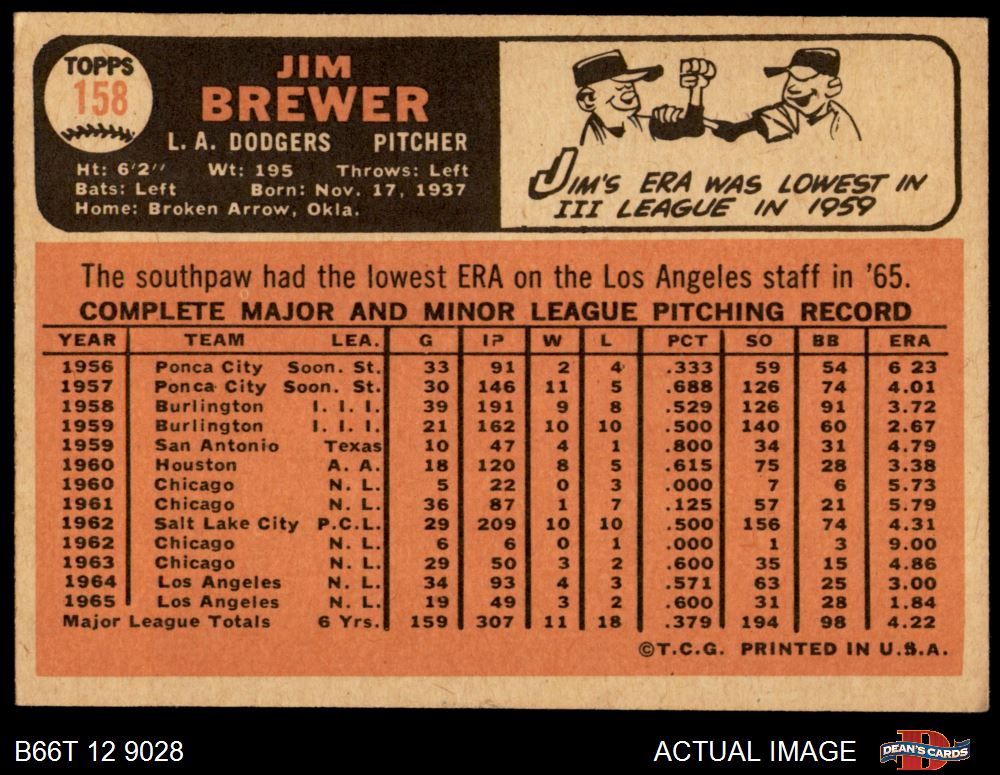 TOPPS
158
JIM
BREWER
L. A. DODGERS PITCHER
Ht: 6'2" Wt: 195 Throws: Left
Bats: Left Born: Nov. 17, 1937
Home: Broken Arrow, Okla.
JIM'S ERA WAS LOWEST IN
III LEAGUE IN 1959
The southpaw had the lowest ERA on the Los Angeles staff in '65.
COMPLETE MAJOR AND MINOR LEAGUE PITCHING RECORD
YEAR TEAM LEA. G IP W L PCT SO BB ERA
1956 Ponca City Soon. St. 33 91 2 4 .333 59 54 6 23
1957 Ponca City Soon. St. 30 146 11 5 .688 126 74 4.01
1958 Burlington I. I. I. 39 191 9 8 .529 126 91 3.72
1959 Burlington I. I. I. 21 162 10 10 .500 140 60 2.67
1959 San Antonio Texas 10 47 4 1 .800 34 31 4.79
1960 Houston A. A. 18 120 8 5 .615 75 28 3.38
1960 Chicago N. L. 5 22 0 3 .000 7 6 5.73
1961 Chicago N. L. 36 87 1 7 .125 57 21 5.79
1962 Salt Lake City P.C.L. 29 209 10 10 .500 156 74 4.31
1962 Chicago N. L. 6 6 0 1 .000 1 3 9.00
1963 Chicago N. L. 29 50 3 2 .600 35 15 4.86
1964 Los Angeles N. L. 34 93 4 3 .571 63 25 3.00
1965 Los Angeles N. L. 19 49 3 2 .600 31 28 1.84
Major League Totals 6 Yrs. 159 307 11 18 .379 194 98 4.22
©T.C.G. PRINTED IN U.S.A.
B66T 12 9028 ACTUAL IMAGE DEAN'S CARDS